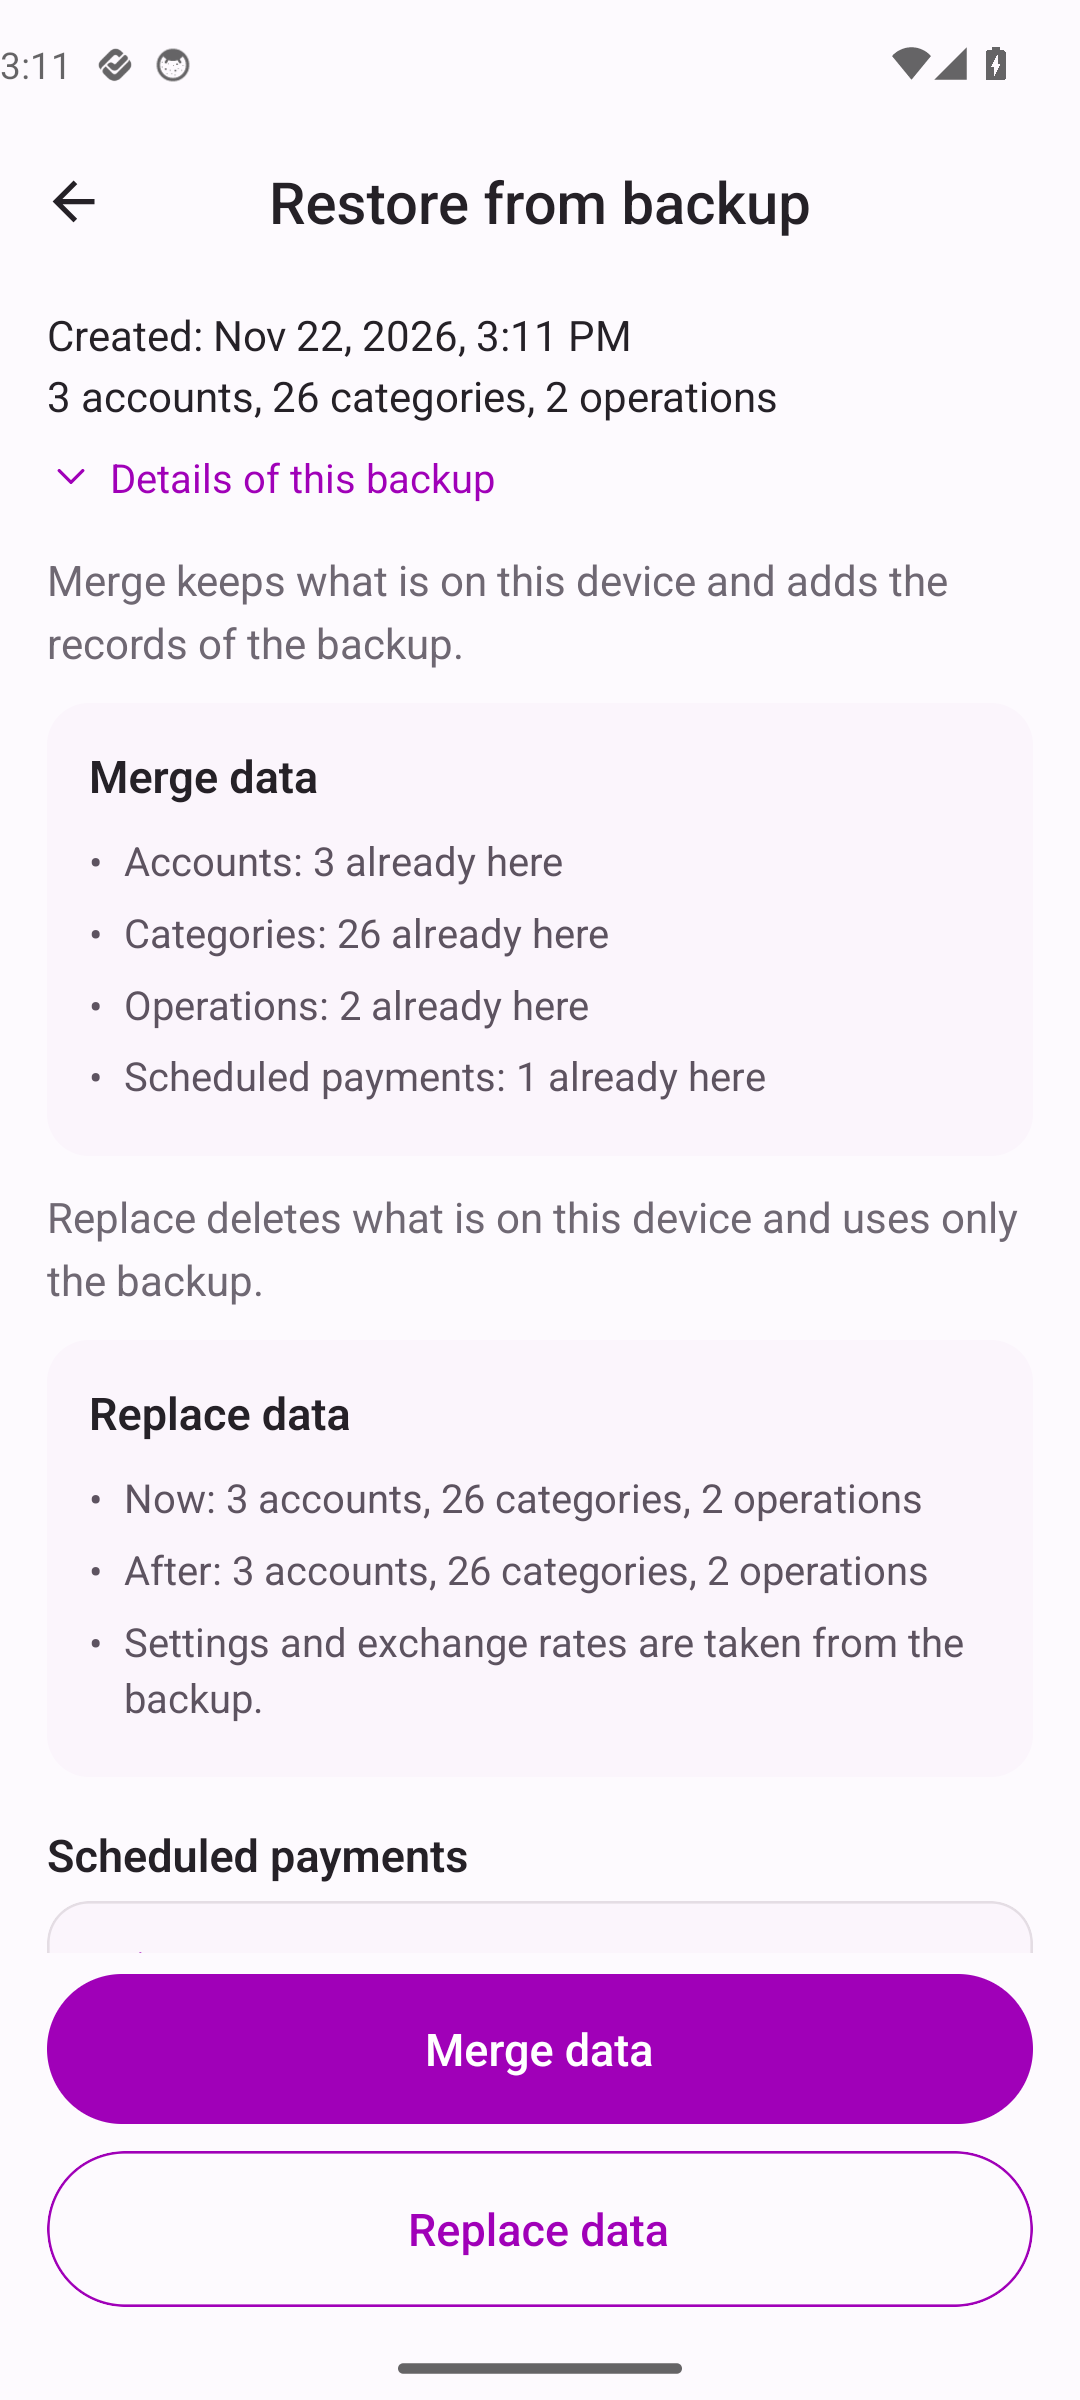 3:11
Restore from backup
Created: Nov 22, 2026, 3:11 PM
3 accounts, 26 categories, 2 operations
Details of this backup
Merge keeps what is on this device and adds the
records of the backup.
Merge data
• Accounts: 3 already here
• Categories: 26 already here
• Operations: 2 already here
• Scheduled payments: 1 already here
Replace deletes what is on this device and uses only
the backup.
Replace data
• Now: 3 accounts, 26 categories, 2 operations
• After: 3 accounts, 26 categories, 2 operations
• Settings and exchange rates are taken from the
backup.
Scheduled payments
Merge data
Replace data